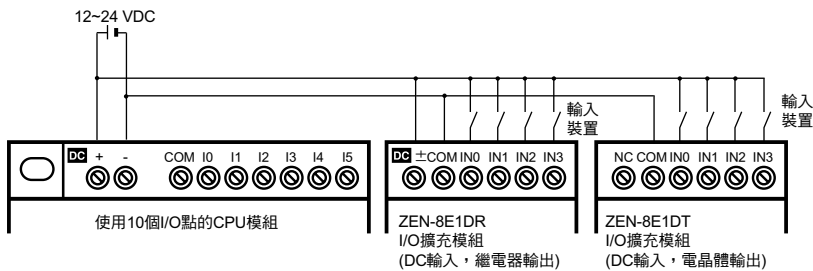 12~24 VDC
輸入
裝置
輸入
裝置
DC + - COM I0 I1 I2 I3 I4 I5
DC ±COM IN0 IN1 IN2 IN3
NC COM IN0 IN1 IN2 IN3
使用10個I/O點的CPU模組
ZEN-8E1DR
I/O擴充模組
(DC輸入，繼電器輸出)
ZEN-8E1DT
I/O擴充模組
(DC輸入，電晶體輸出)